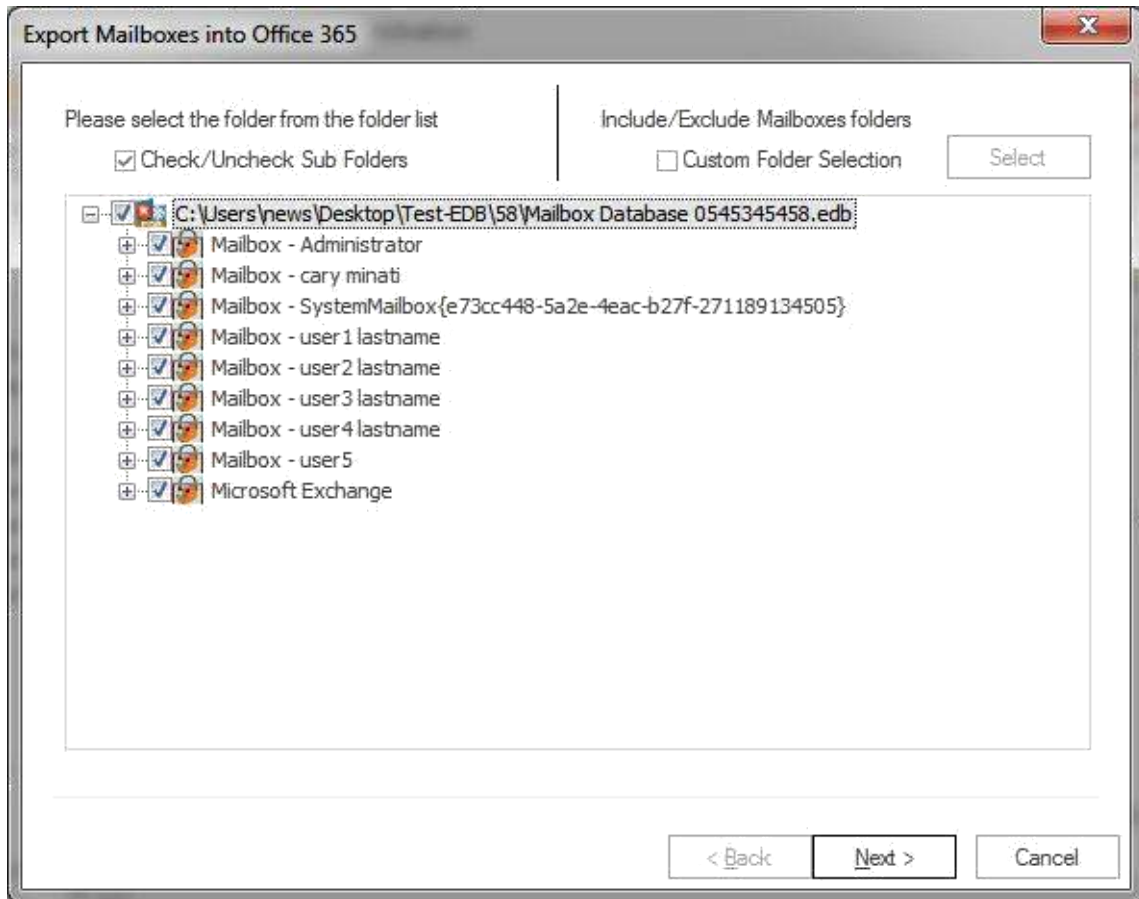 Export Mailboxes into Office 365
Please select the folder from the folder list
Include/Exclude Mailboxes folders
Check/Uncheck Sub Folders
Custom Folder Selection
Select
C:\Users\news\Desktop\Test-EDB\58\Mailbox Database 0545345458.edb
Mailbox - Administrator
Mailbox - cary minati
Mailbox - SystemMailbox{e73cc448-5a2e-4eac-b27f-271189134505}
Mailbox - user1 lastname
Mailbox - user2 lastname
Mailbox - user3 lastname
Mailbox - user4 lastname
Mailbox - user5
Microsoft Exchange
< Back
Next >
Cancel